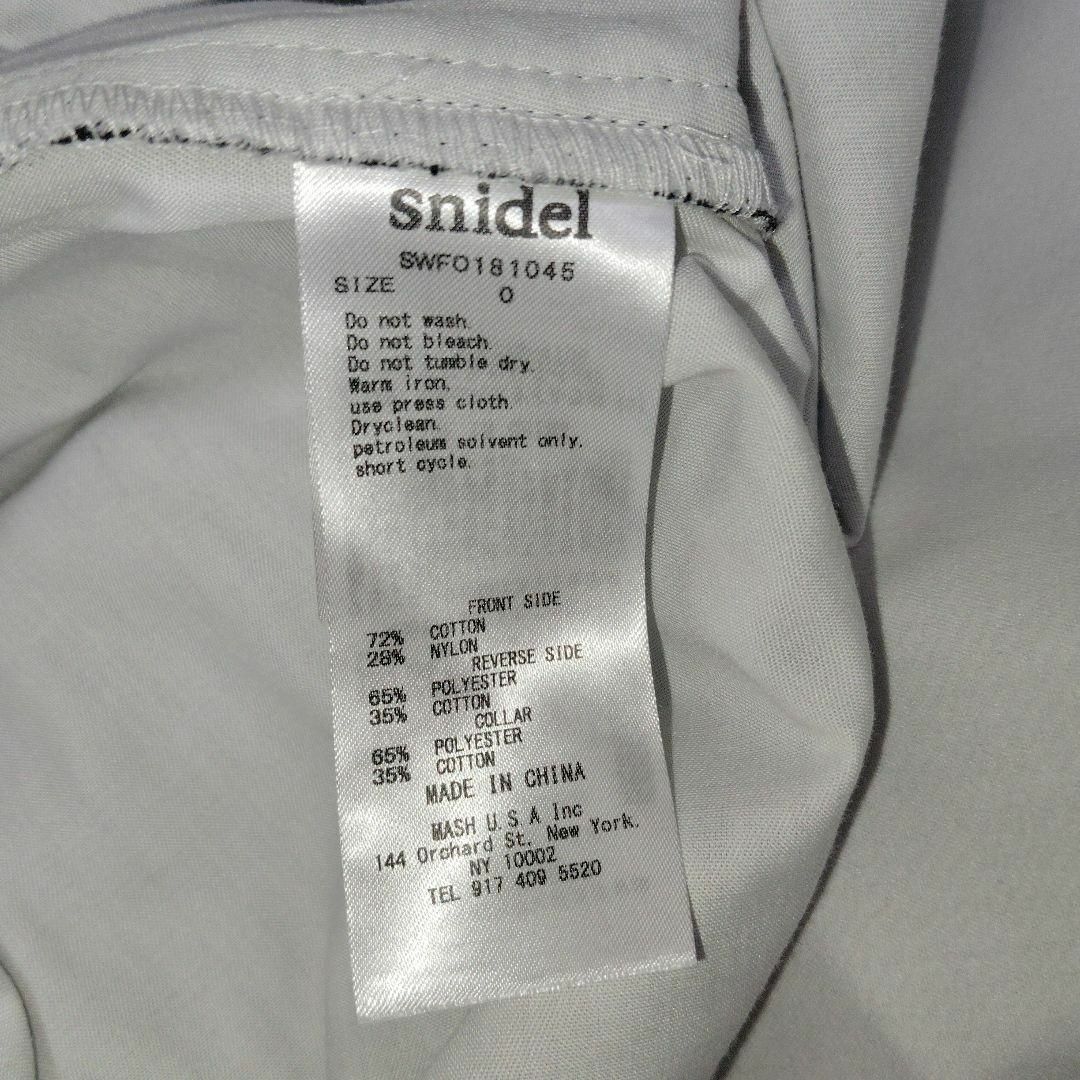 snidel
SWFO181045
SIZE 0
Do not wash.
Do not bleach.
Do not tumble dry.
Warm iron.
use press cloth.
Dryclean.
petroleum solvent only.
short cycle.
FRONT SIDE
72% COTTON
28% NYLON
REVERSE SIDE
65% POLYESTER
35% COTTON
COLLAR
65% POLYESTER
35% COTTON
MADE IN CHINA
MASH U.S.A Inc
144 Orchard St. New York.
NY 10002
TEL 917 409 5520